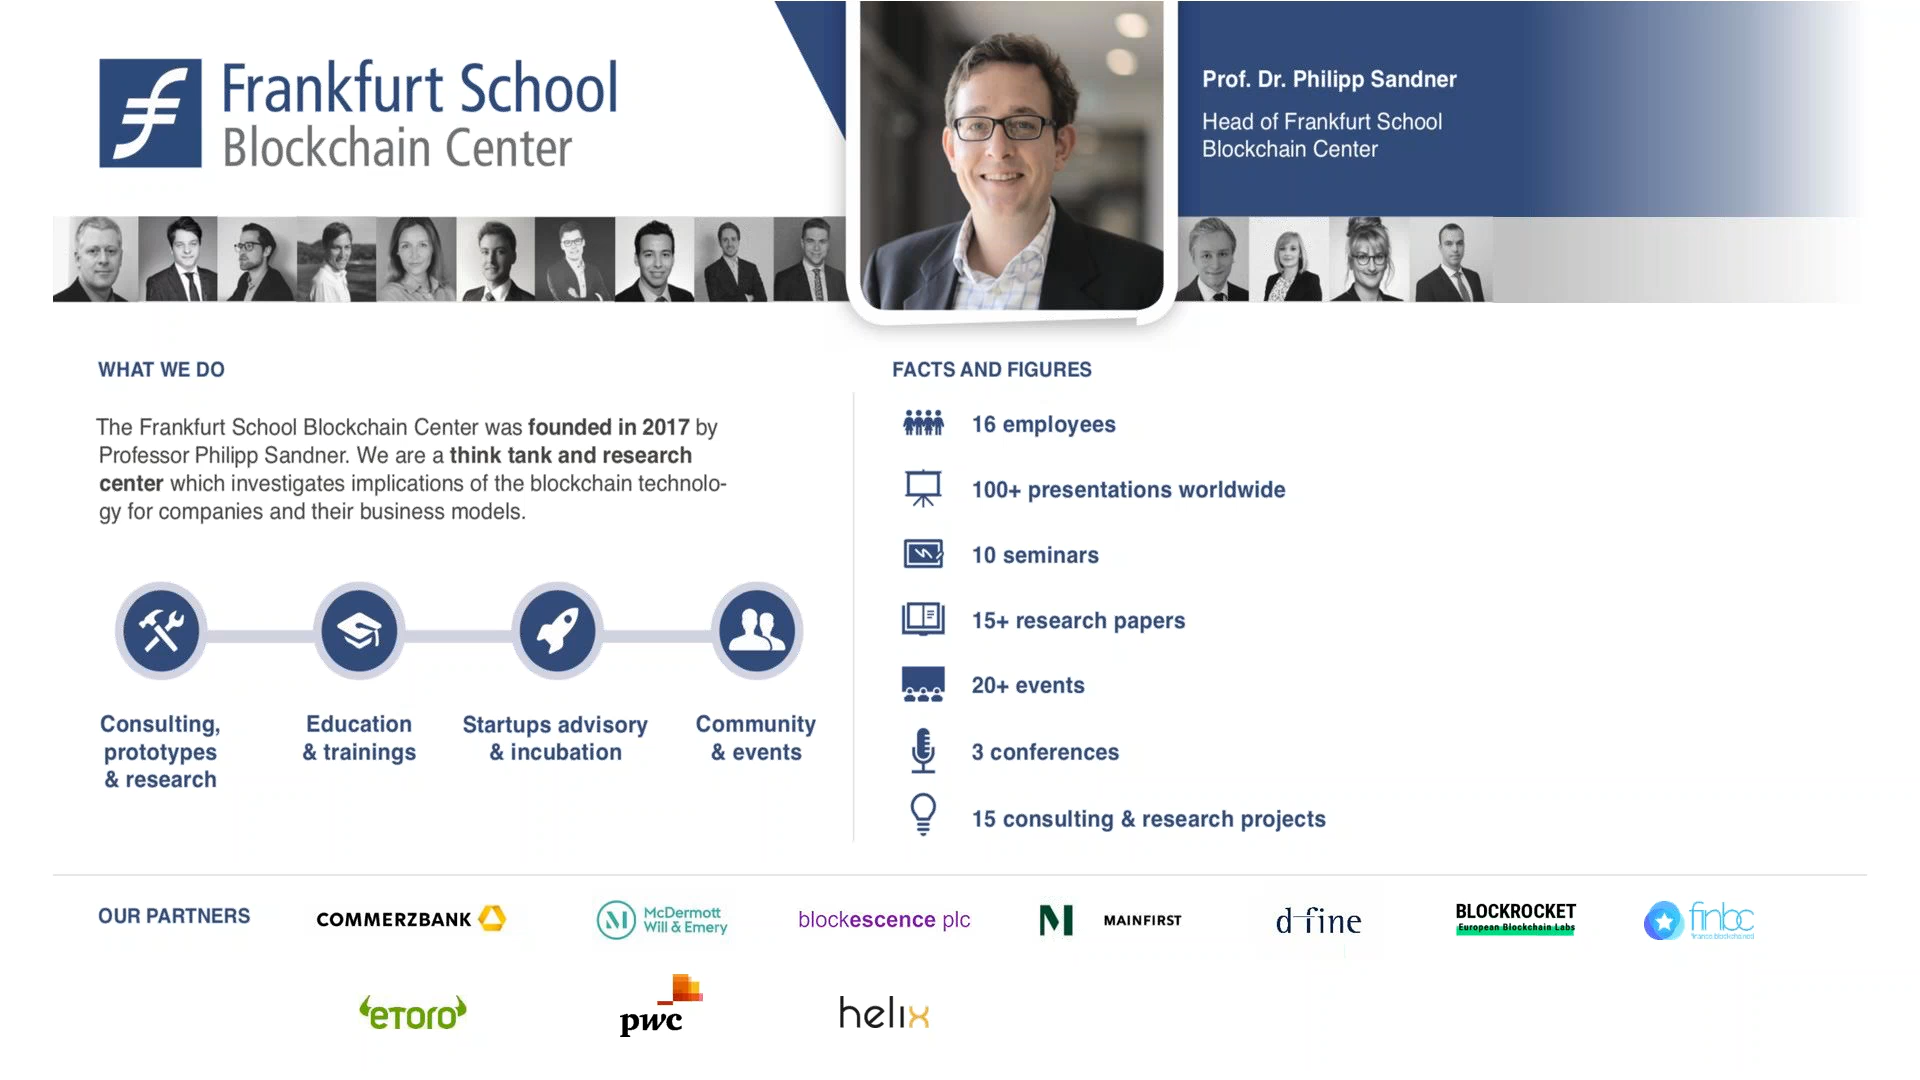 Frankfurt School
Blockchain Center
Prof. Dr. Philipp Sandner
Head of Frankfurt School
Blockchain Center
WHAT WE DO
The Frankfurt School Blockchain Center was founded in 2017 by
Professor Philipp Sandner. We are a think tank and research
center which investigates implications of the blockchain technolo-
gy for companies and their business models.
Consulting,
prototypes
& research
Education
& trainings
Startups advisory
& incubation
Community
& events
FACTS AND FIGURES
16 employees
100+ presentations worldwide
10 seminars
15+ research papers
20+ events
3 conferences
15 consulting & research projects
OUR PARTNERS
COMMERZBANK
McDermott
Will & Emery
blockescence plc
MAINFIRST
d-fine
BLOCKROCKET
European Blockchain Labs
finbc
finance.blockchained
eToro
pwc
helix